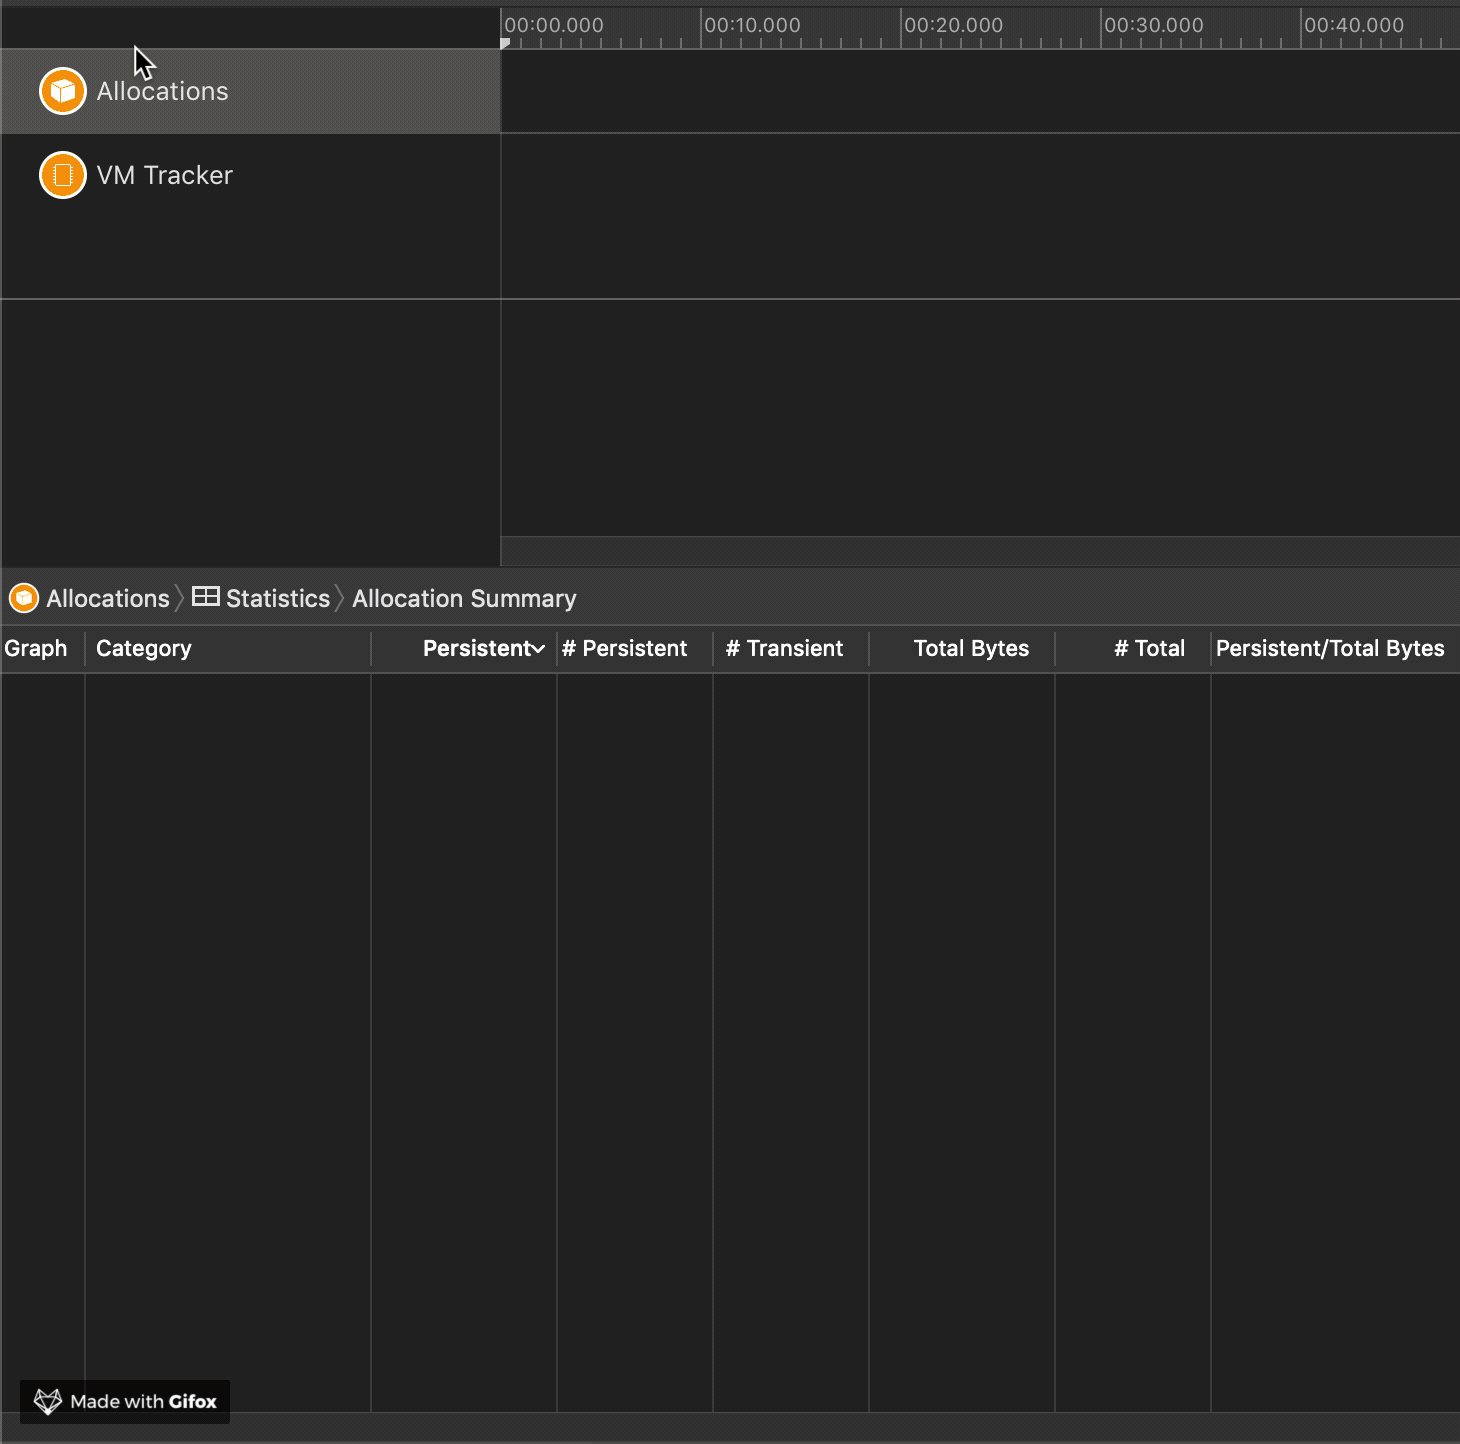 00:00.000 00:10.000 00:20.000 00:30.000 00:40.000
Allocations
VM Tracker
Allocations Statistics Allocation Summary
Graph Category Persistent # Persistent # Transient Total Bytes # Total Persistent/Total Bytes
Made with Gifox